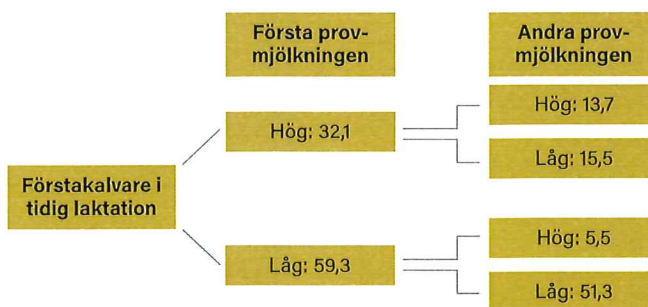 Första prov-
mjölkningen
Andra prov-
mjölkningen
Hög: 32,1
Hög: 13,7
Låg: 15,5
Förstakalvare i
tidig laktation
Låg: 59,3
Hög: 5,5
Låg: 51,3